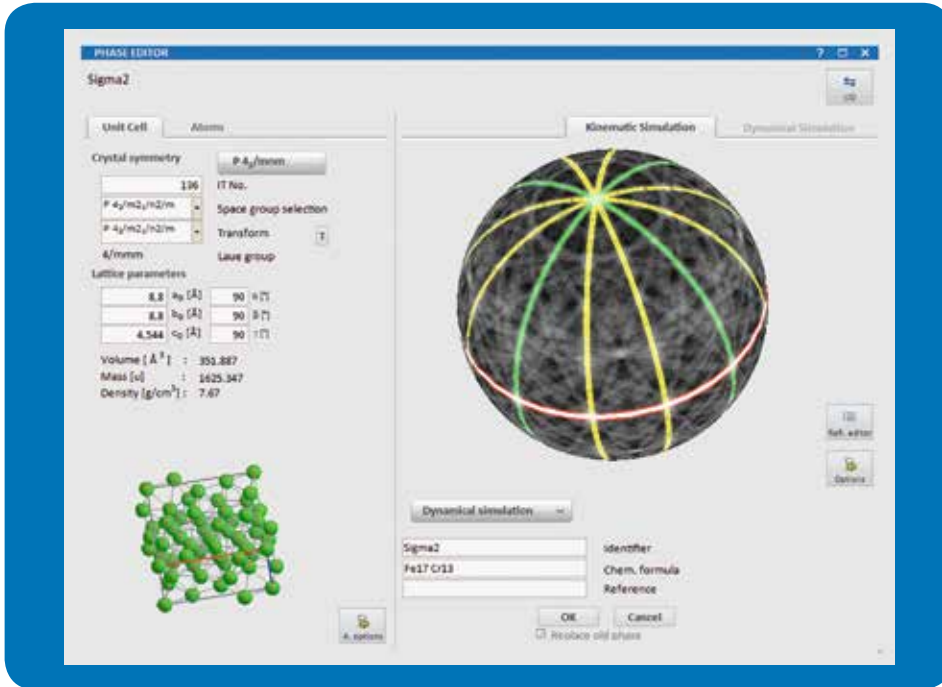 PHASE EDITOR
? □ X
Sigma2
Unit Cell Atoms
Kinematic Simulation Dynamical Simulation
Crystal symmetry P 4₂/mnm
136 IT No.
P 4₂/m2₁/n2/m Space group selection
P 4₂/m2₁/n2/m Transform
4/mmm Laue group
Lattice parameters
8,8 a₀ [Å] 90 [°]
8.8 b₀ [Å] 90 β [°]
4,544 c₀ [Å] 90 [°]
Volume [ Å³ ] : 351.887
Mass [u] : 1625.347
Density [g/cm³] : 7.67
Refl. editor
Options
Dynamical simulation
Sigma2 Identifier
Fe17 Cr13 Chem. formula
Reference
OK Cancel
Replace old phase
A. options